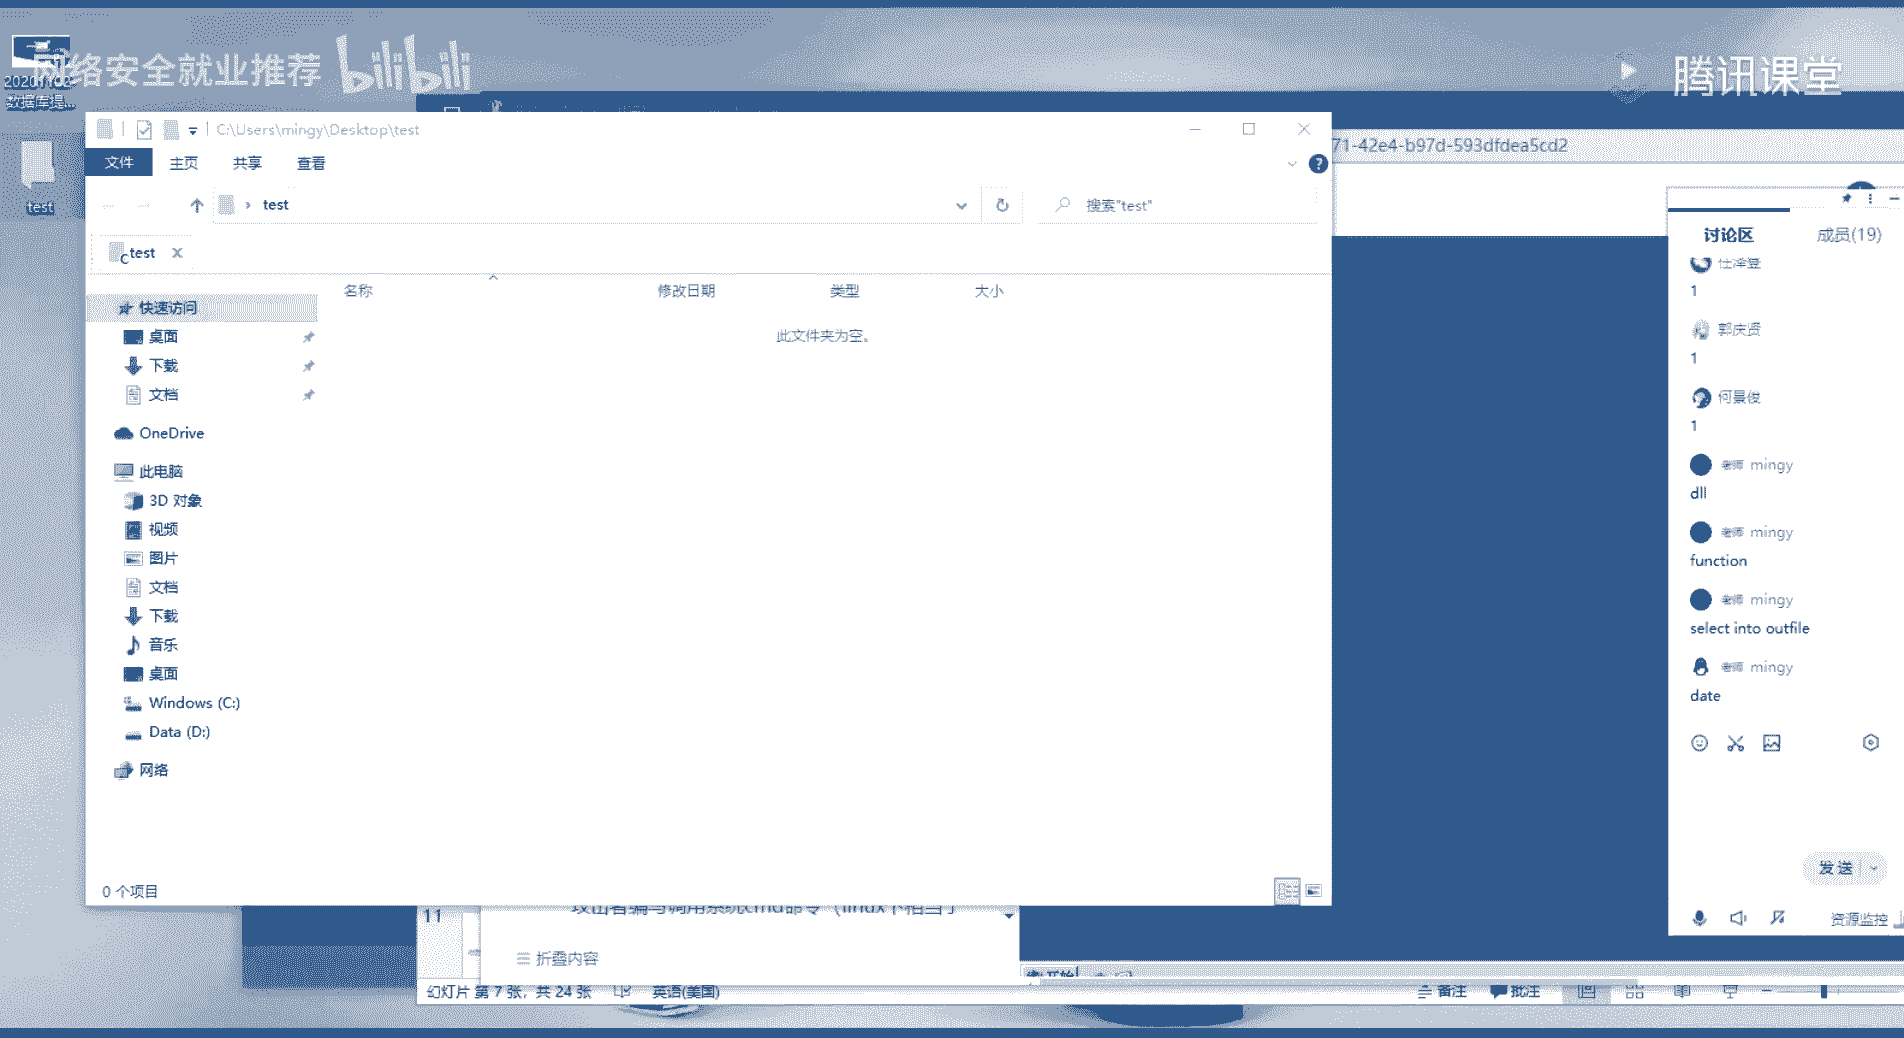 络安全就业推荐 bilibili
腾讯课堂
数据库提...
test
C:\Users\mingy\Desktop\test
文件 主页 共享 查看
test
搜索"test"
test
名称 修改日期 类型 大小
此文件夹为空。
快速访问
桌面
下载
文档
OneDrive
此电脑
3D 对象
视频
图片
文档
下载
音乐
桌面
Windows (C:)
Data (D:)
网络
0 个项目
71-42e4-b97d-593dfdea5cd2
讨论区 成员(19)
1
郭庆贤
1
何景俊
1
老师 mingy
dll
老师 mingy
function
老师 mingy
select into outfile
老师 mingy
date
发送
资源监控
11
折叠内容
开始
幻灯片 第 7 张，共 24 张 英语(美国)
备注 批注